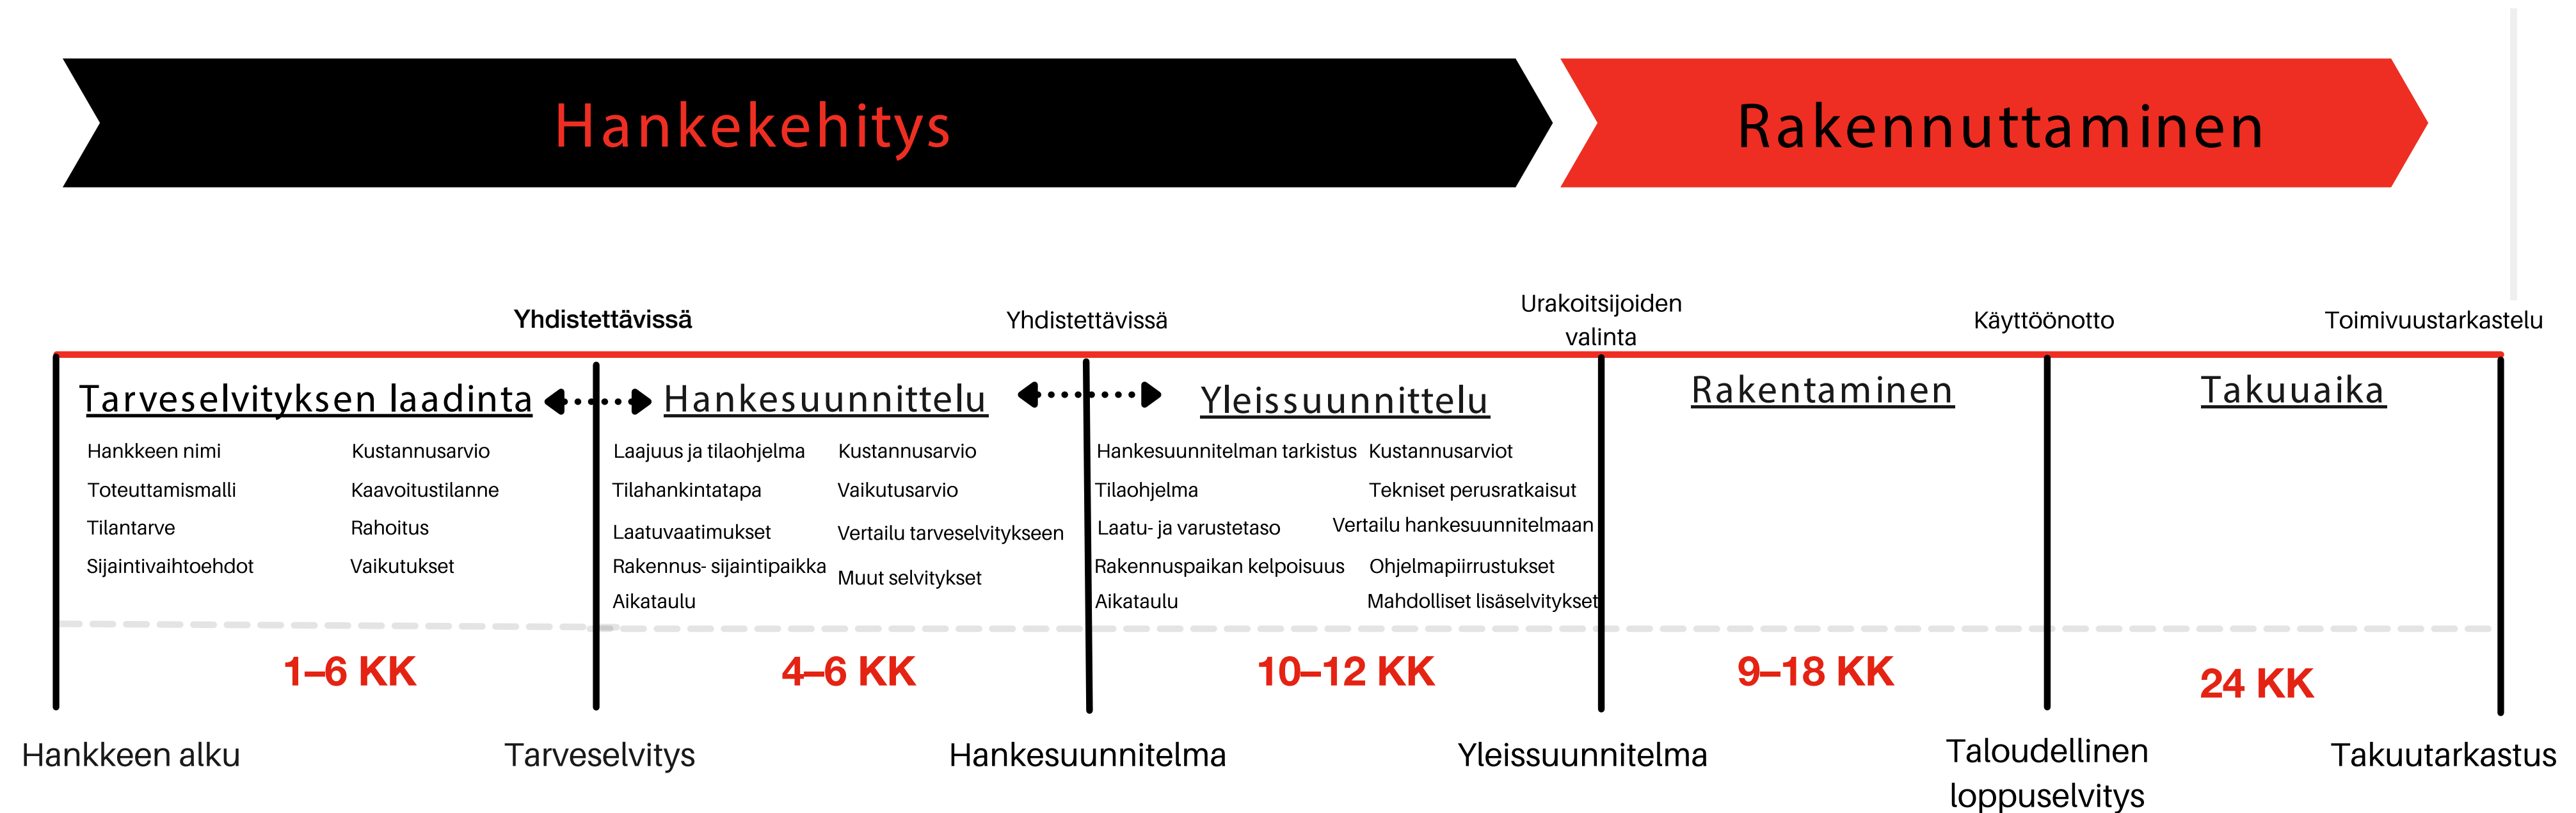 Hankekehitys
Rakennuttaminen
Yhdistettävissä
Yhdistettävissä
Urakoitsijoiden
valinta
Käyttöönotto
Toimivuustarkastelu
Tarveselvityksen laadinta
Hankkeen nimi
Toteuttamismalli
Tilantarve
Sijaintivaihtoehdot
Kustannusarvio
Kaavoitustilanne
Rahoitus
Vaikutukset
Hankesuunnittelu
Laajuus ja tilaohjelma
Tilahankintatapa
Laatuvaatimukset
Rakennus- sijaintipaikka
Aikataulu
Kustannusarvio
Vaikutusarvio
Vertailu tarveselvitykseen
Muut selvitykset
Yleissuunnittelu
Hankesuunnitelman tarkistus
Tilaohjelma
Laatu- ja varustetaso
Rakennuspaikan kelpoisuus
Aikataulu
Kustannusarviot
Tekniset perusratkaisut
Vertailu hankesuunnitelmaan
Ohjelmapiirrustukset
Mahdolliset lisäselvitykset
Rakentaminen
Takuuaika
1–6 KK
4–6 KK
10–12 KK
9–18 KK
24 KK
Hankkeen alku
Tarveselvitys
Hankesuunnitelma
Yleissuunnitelma
Taloudellinen
loppuselvitys
Takuutarkastus